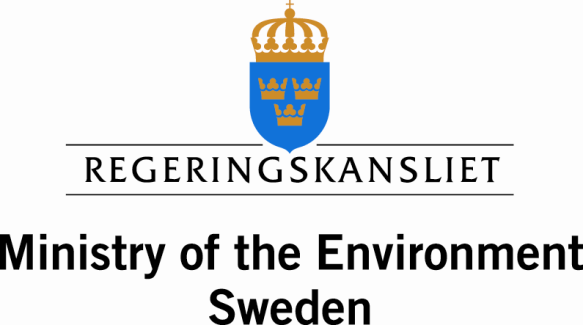 REGERINGSKANSLIET
Ministry of the Environment
Sweden